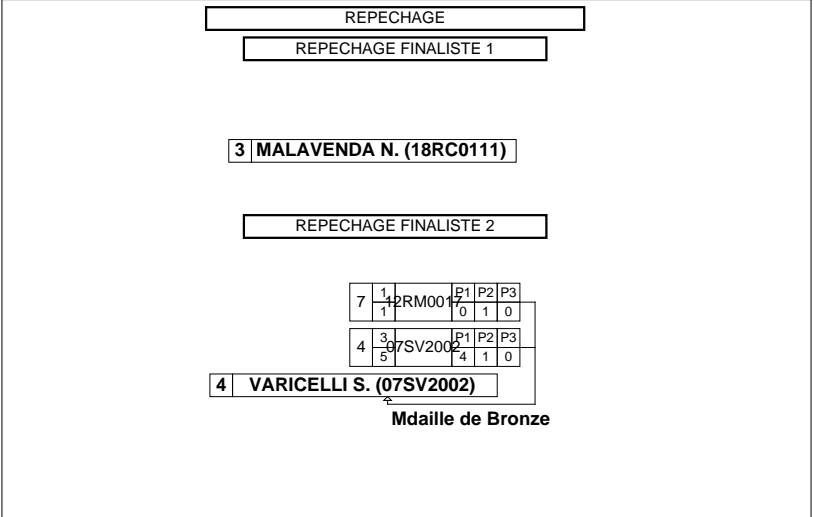 REPECHAGE
REPECHAGE FINALISTE 1
3 MALAVENDA N. (18RC0111)
REPECHAGE FINALISTE 2
7 1 12RM0017 P1 P2 P3
1 0 1 0
4 3 07SV2002 P1 P2 P3
5 4 1 0
4 VARICELLI S. (07SV2002)
Mdaille de Bronze